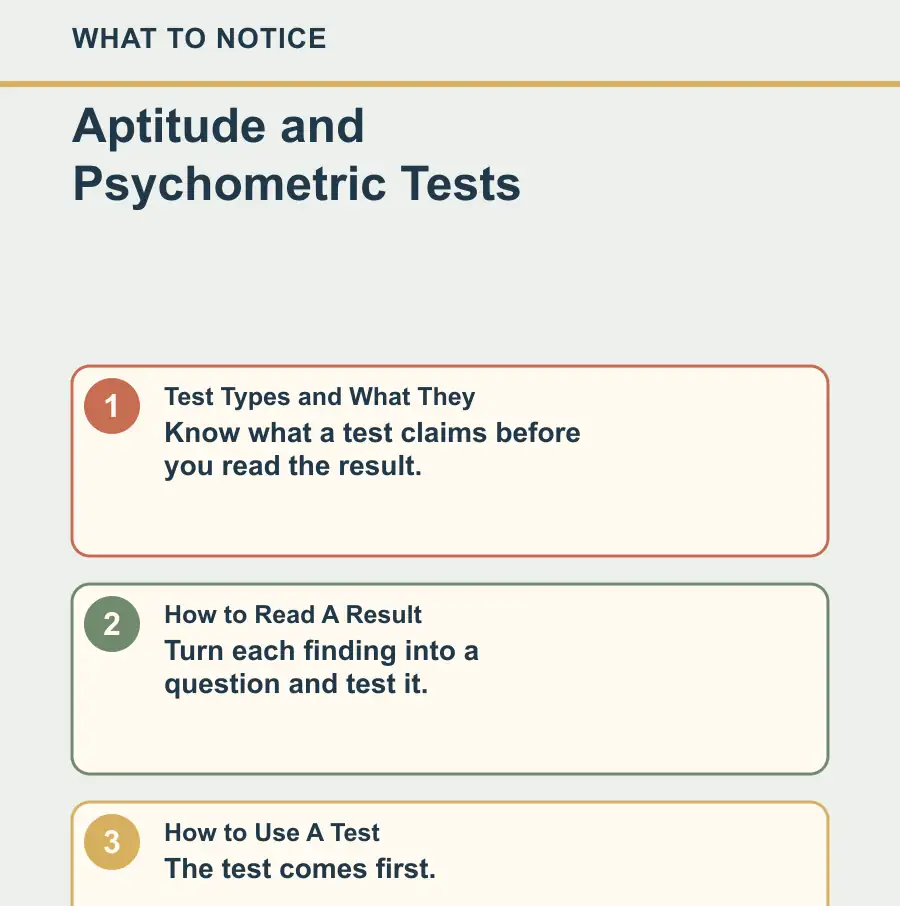 WHAT TO NOTICE
Aptitude and
Psychometric Tests
1
Test Types and What They
Know what a test claims before
you read the result.
2
How to Read A Result
Turn each finding into a
question and test it.
3
How to Use A Test
The test comes first.